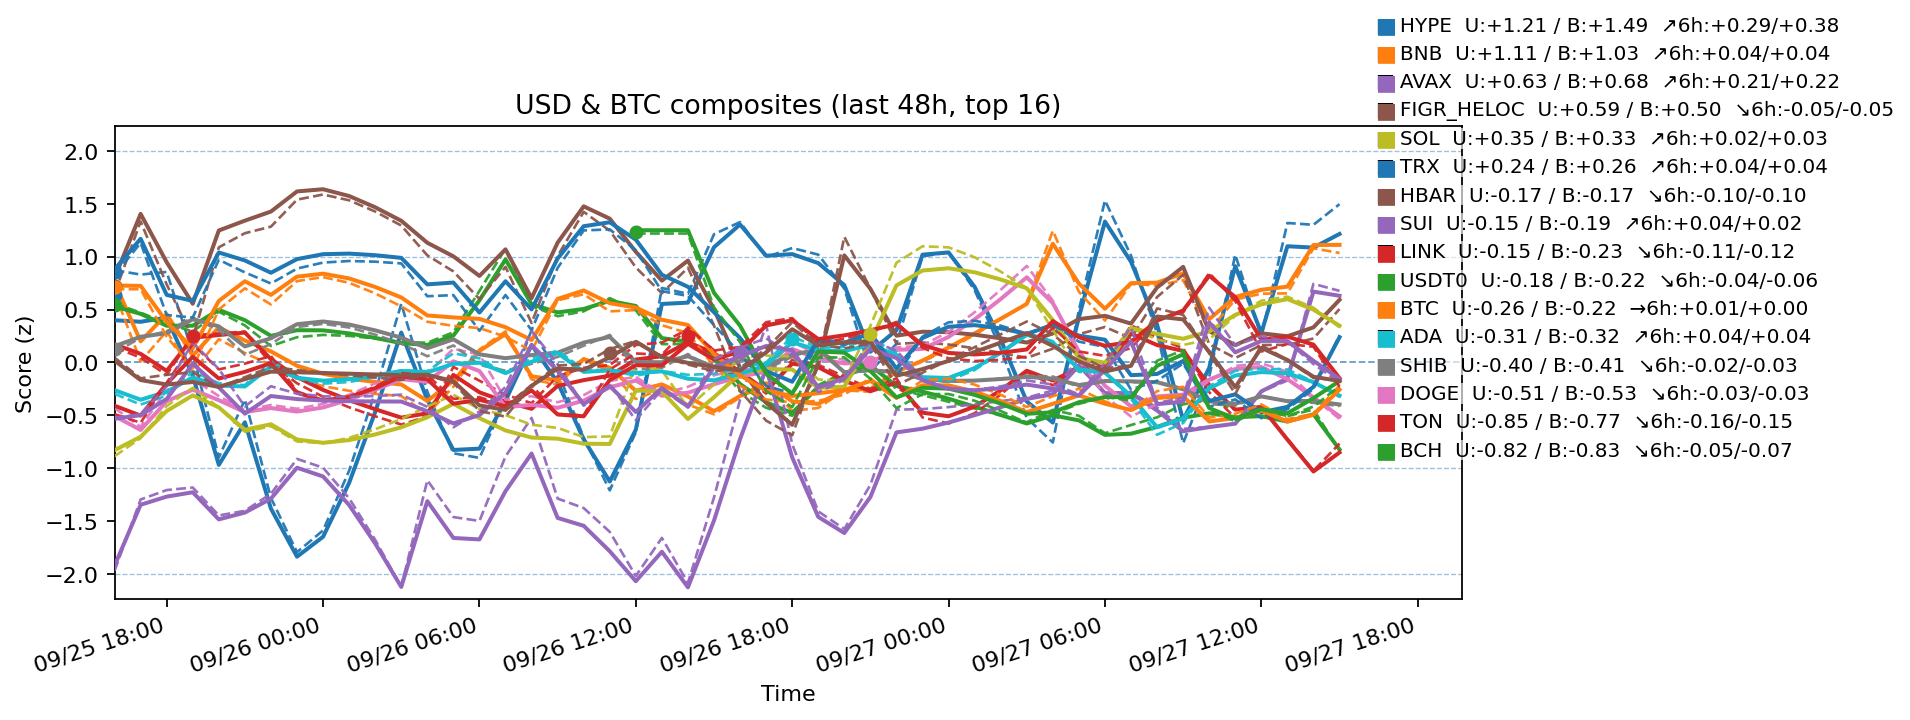 HYPE  U:+1.21 / B:+1.49  ↗6h:+0.29/+0.38
BNB  U:+1.11 / B:+1.03  ↗6h:+0.04/+0.04
AVAX  U:+0.63 / B:+0.68  ↗6h:+0.21/+0.22
FIGR_HELOC  U:+0.59 / B:+0.50  ↘6h:-0.05/-0.05
SOL  U:+0.35 / B:+0.33  ↗6h:+0.02/+0.03
TRX  U:+0.24 / B:+0.26  ↗6h:+0.04/+0.04
HBAR  U:-0.17 / B:-0.17  ↘6h:-0.10/-0.10
SUI  U:-0.15 / B:-0.19  ↗6h:+0.04/+0.02
LINK  U:-0.15 / B:-0.23  ↘6h:-0.11/-0.12
USDT0  U:-0.18 / B:-0.22  ↘6h:-0.04/-0.06
BTC  U:-0.26 / B:-0.22  →6h:+0.01/+0.00
ADA  U:-0.31 / B:-0.32  ↗6h:+0.04/+0.04
SHIB  U:-0.40 / B:-0.41  ↘6h:-0.02/-0.03
DOGE  U:-0.51 / B:-0.53  ↘6h:-0.03/-0.03
TON  U:-0.85 / B:-0.77  ↘6h:-0.16/-0.15
BCH  U:-0.82 / B:-0.83  ↘6h:-0.05/-0.07
USD & BTC composites (last 48h, top 16)
Score (z)
2.0
1.5
1.0
0.5
0.0
−0.5
−1.0
−1.5
−2.0
09/25 18:00
09/26 00:00
09/26 06:00
09/26 12:00
09/26 18:00
09/27 00:00
09/27 06:00
09/27 12:00
09/27 18:00
Time